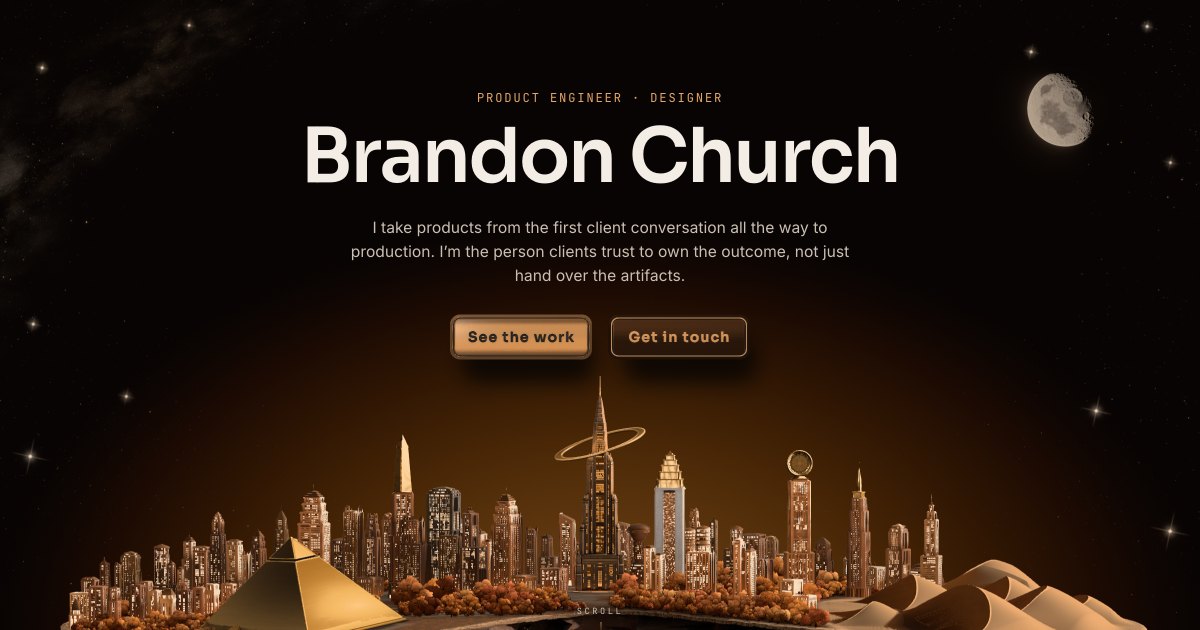 PRODUCT ENGINEER · DESIGNER
Brandon Church
I take products from the first client conversation all the way to
production. I’m the person clients trust to own the outcome, not just
hand over the artifacts.
See the work
Get in touch
SCROLL